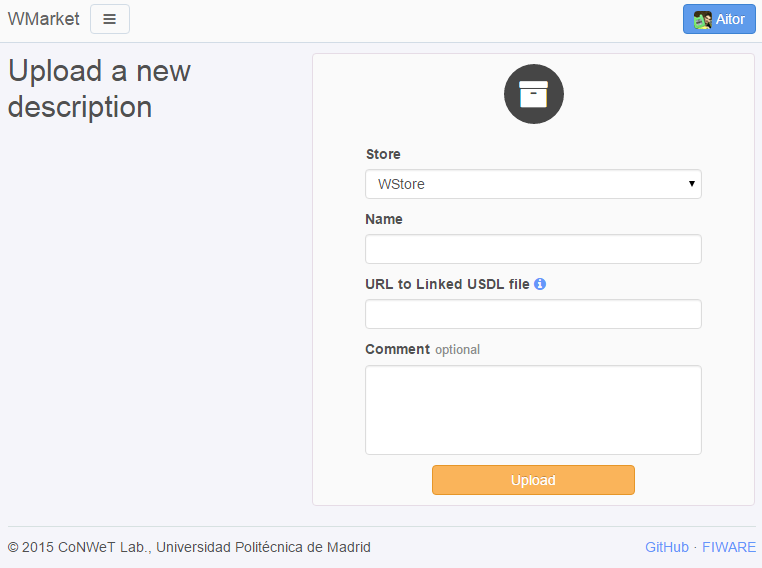 WMarket
Aitor
Upload a new
description
Store
WStore
Name
URL to Linked USDL file
Comment optional
Upload
© 2015 CoNWeT Lab., Universidad Politécnica de Madrid
GitHub · FIWARE